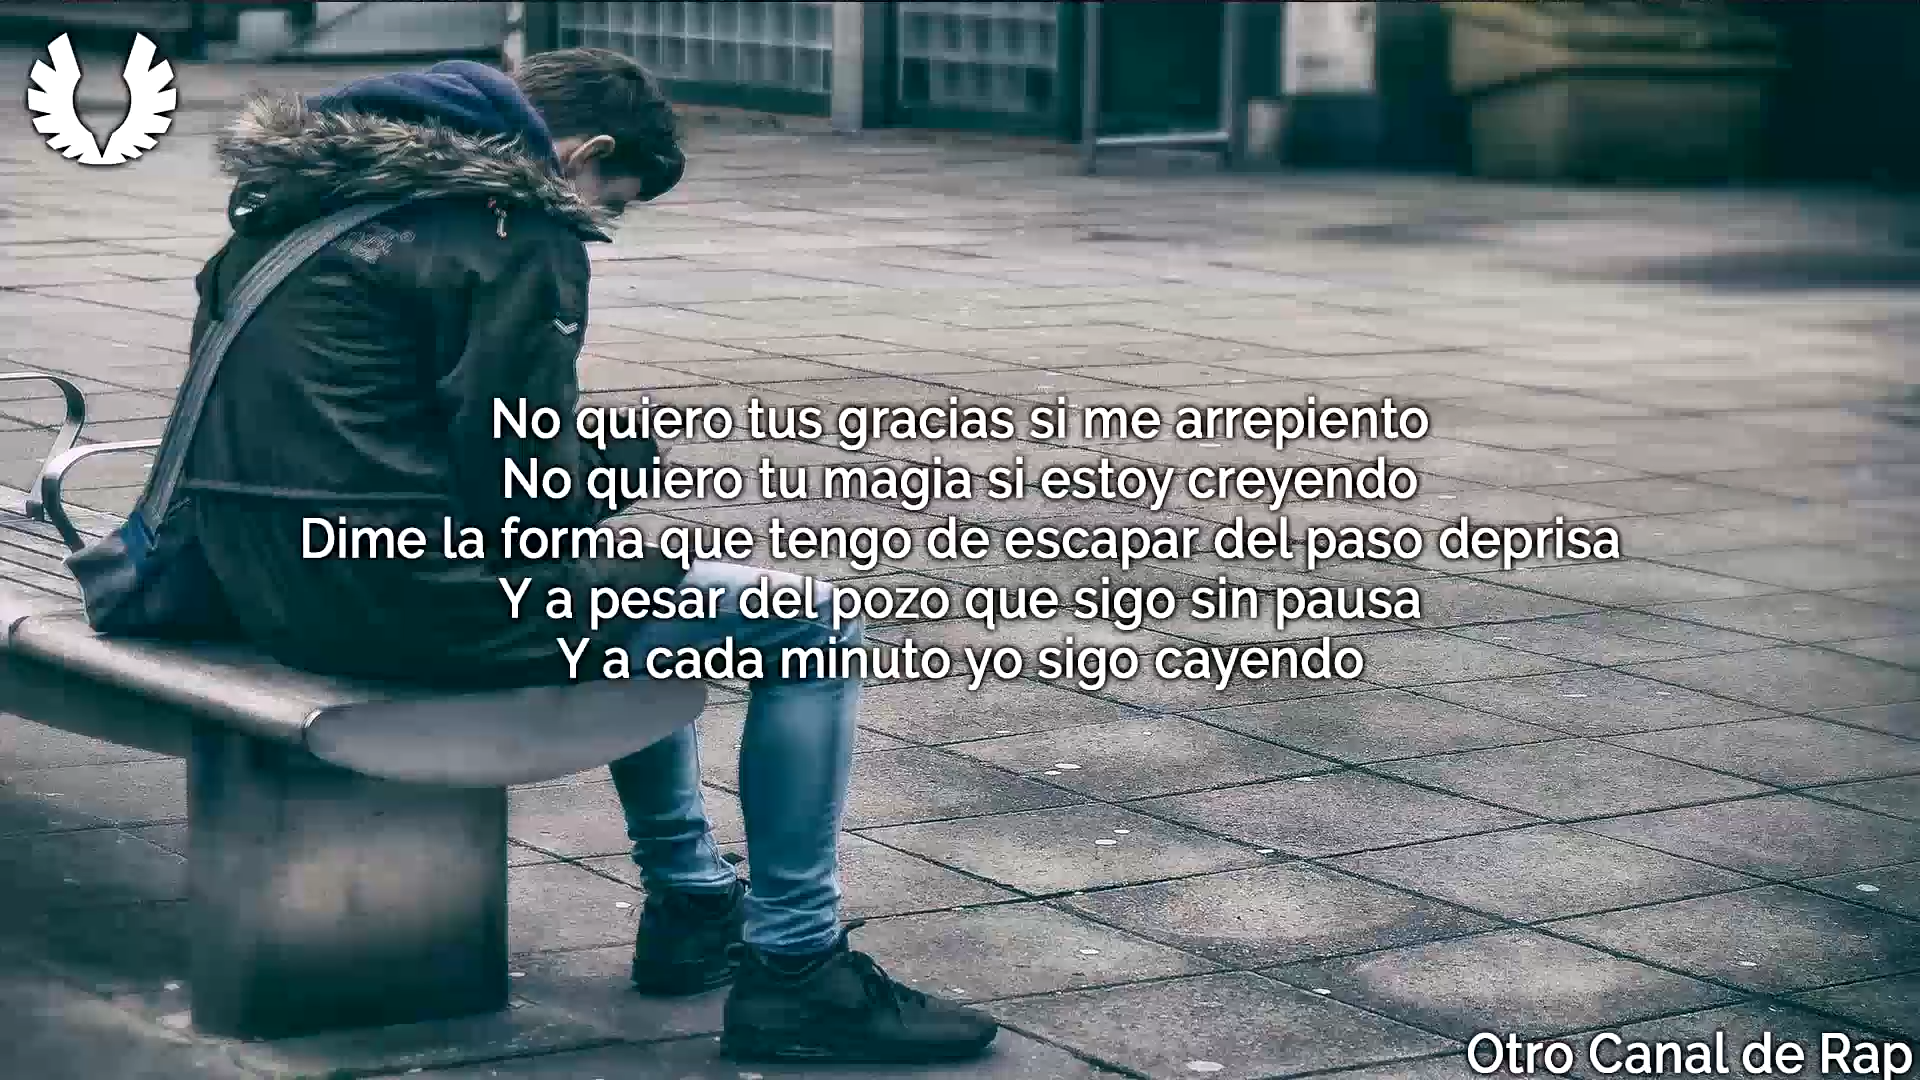 No quiero tus gracias si me arrepiento
No quiero tu magia si estoy creyendo
Dime la forma que tengo de escapar del paso deprisa
Y a pesar del pozo que sigo sin pausa
Y a cada minuto yo sigo cayendo
Otro Canal de Rap